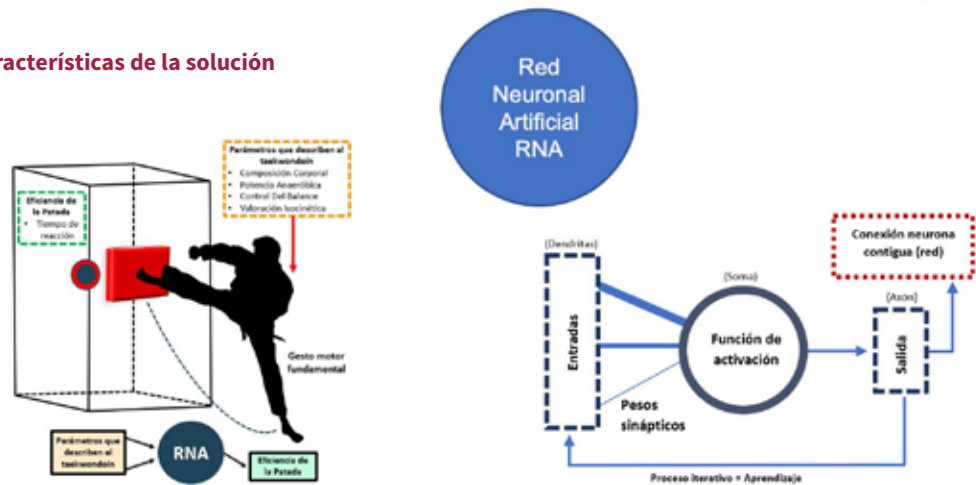 racterísticas de la solución
Parámetros que describen al
taekwondoín
• Composición Corporal
• Potencia Anaeróbica
• Control Del Balance
• Valoración Isocinética
Eficiencia de
la Patada
• Tiempo de
reacción
Gesto motor
fundamental
Parámetros que
describen al
taekwondoín
RNA
Eficiencia de
la Patada
Red
Neuronal
Artificial
RNA
(Dendritas)
Entradas
Pesos
sinápticos
(Soma)
Función de
activación
(Axón)
Salida
Conexión neurona
contigua (red)
Proceso Iterativo = Aprendizaje